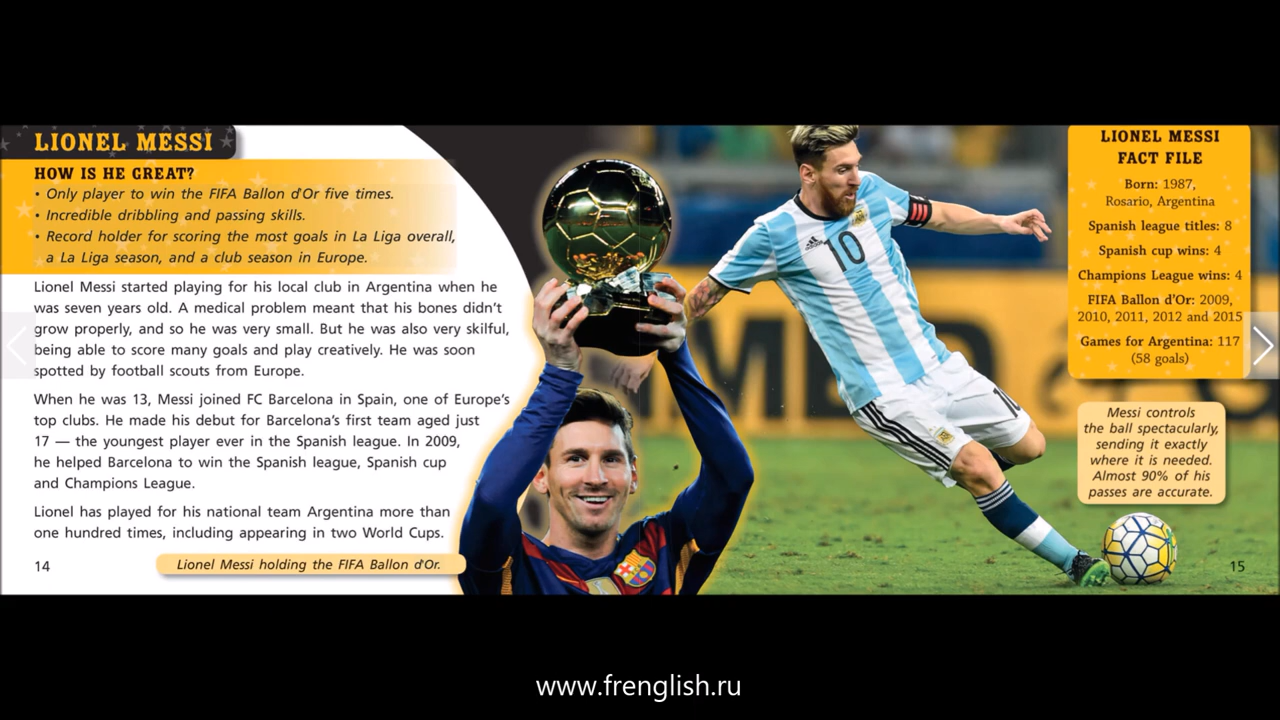 LIONEL MESSI
HOW IS HE GREAT?
• Only player to win the FIFA Ballon d'Or five times.
• Incredible dribbling and passing skills.
• Record holder for scoring the most goals in La Liga overall,
a La Liga season, and a club season in Europe.
Lionel Messi started playing for his local club in Argentina when he
was seven years old. A medical problem meant that his bones didn't
grow properly, and so he was very small. But he was also very skilful,
being able to score many goals and play creatively. He was soon
spotted by football scouts from Europe.
When he was 13, Messi joined FC Barcelona in Spain, one of Europe's
top clubs. He made his debut for Barcelona's first team aged just
17 — the youngest player ever in the Spanish league. In 2009,
he helped Barcelona to win the Spanish league, Spanish cup
and Champions League.
Lionel has played for his national team Argentina more than
one hundred times, including appearing in two World Cups.
Lionel Messi holding the FIFA Ballon d'Or.
14
10
10
adidas
LIONEL MESSI
FACT FILE
Born: 1987,
Rosario, Argentina
Spanish league titles: 8
Spanish cup wins: 4
Champions League wins: 4
FIFA Ballon d'Or: 2009,
2010, 2011, 2012 and 2015
Games for Argentina: 117
(58 goals)
Messi controls
the ball spectacularly,
sending it exactly
where it is needed.
Almost 90% of his
passes are accurate.
15
www.frenglish.ru